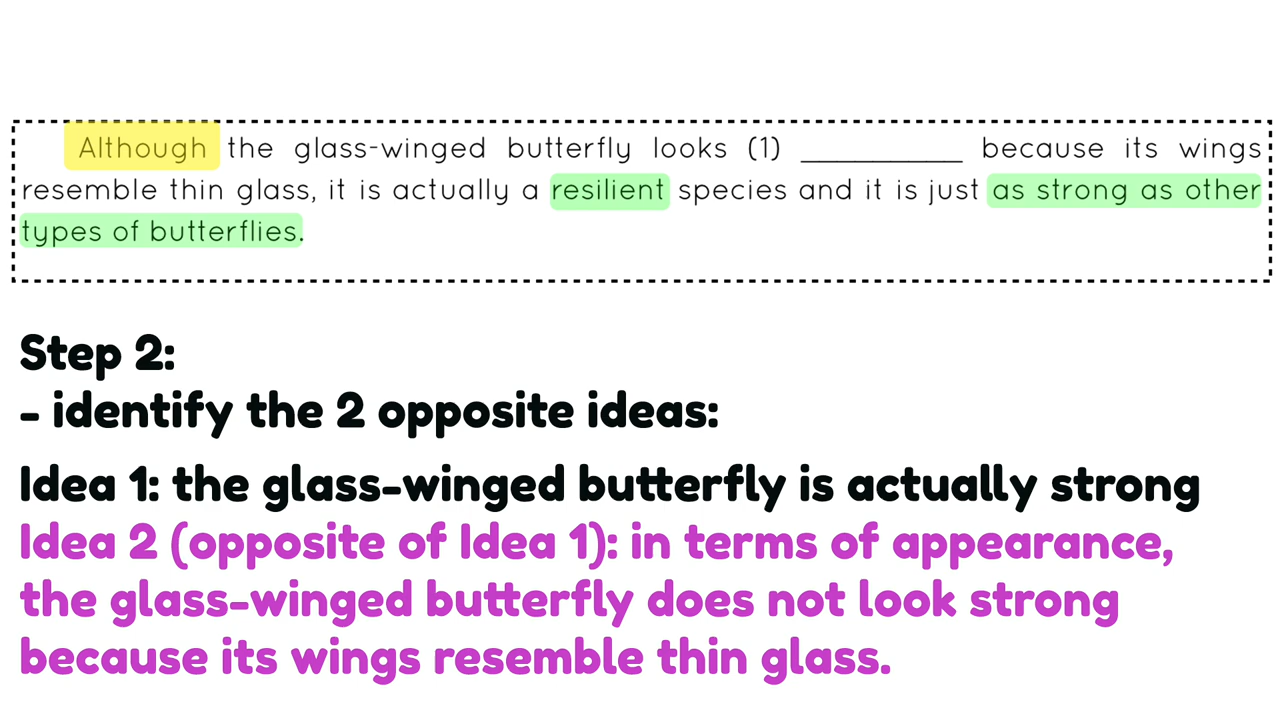 Although the glass-winged butterfly looks (1) __________ because its wings
resemble thin glass, it is actually a resilient species and it is just as strong as other
types of butterflies.
Step 2:
- identify the 2 opposite ideas:
Idea 1: the glass-winged butterfly is actually strong
Idea 2 (opposite of Idea 1): in terms of appearance,
the glass-winged butterfly does not look strong
because its wings resemble thin glass.